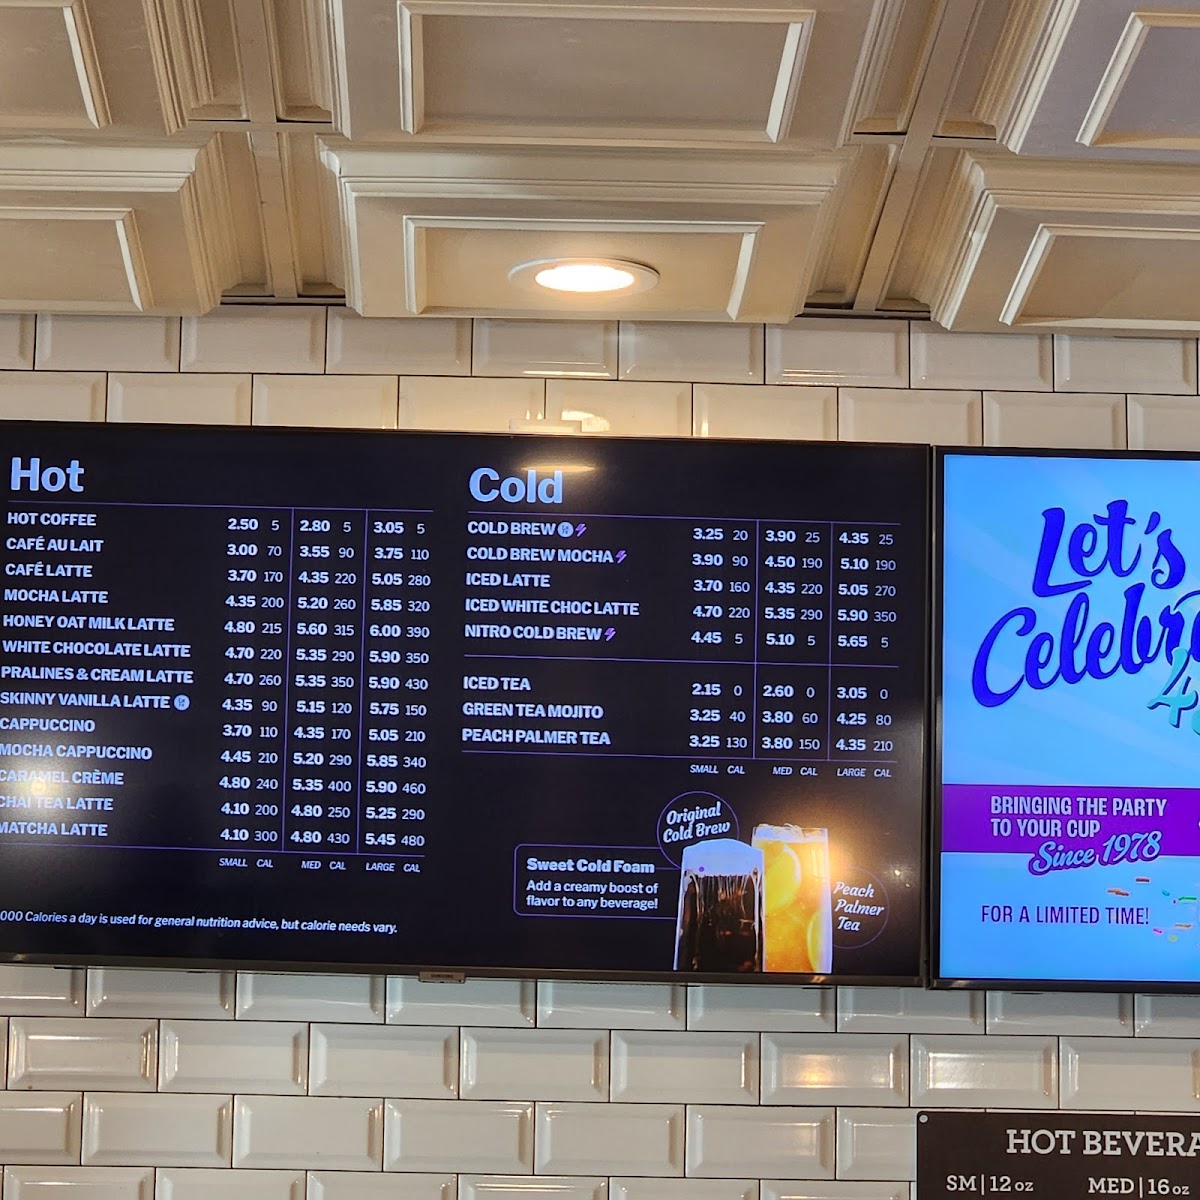 Hot
HOT COFFEE 2.50 5 2.80 5 3.05 5
CAFÉ AU LAIT 3.00 70 3.55 90 3.75 110
CAFÉ LATTE 3.70 170 4.35 220 5.05 280
MOCHA LATTE 4.35 200 5.20 260 5.85 320
HONEY OAT MILK LATTE 4.80 215 5.60 315 6.00 390
WHITE CHOCOLATE LATTE 4.70 220 5.35 290 5.90 350
PRALINES & CREAM LATTE 4.70 260 5.35 350 5.90 430
SKINNY VANILLA LATTE 4.35 90 5.15 120 5.75 150
CAPPUCCINO 3.70 110 4.35 170 5.05 210
MOCHA CAPPUCCINO 4.45 210 5.20 290 5.85 340
CARAMEL CRÈME 4.80 240 5.35 400 5.90 460
CHAI TEA LATTE 4.10 200 4.80 250 5.25 290
MATCHA LATTE 4.10 300 4.80 430 5.45 480
SMALL CAL MED CAL LARGE CAL
000 Calories a day is used for general nutrition advice, but calorie needs vary.
Cold
COLD BREW 3.25 20 3.90 25 4.35 25
COLD BREW MOCHA 3.90 90 4.50 190 5.10 190
ICED LATTE 3.70 160 4.35 220 5.05 270
ICED WHITE CHOC LATTE 4.70 220 5.35 290 5.90 350
NITRO COLD BREW 4.45 5 5.10 5 5.65 5
ICED TEA 2.15 0 2.60 0 3.05 0
GREEN TEA MOJITO 3.25 40 3.80 60 4.25 80
PEACH PALMER TEA 3.25 130 3.80 150 4.35 210
SMALL CAL MED CAL LARGE CAL
Original
Cold Brew
Sweet Cold Foam
Add a creamy boost of
flavor to any beverage!
Peach
Palmer
Tea
Let's
Celebr
4
BRINGING THE PARTY
TO YOUR CUP
Since 1978
FOR A LIMITED TIME!
HOT BEVERA
SM | 12 oz MED | 16 oz